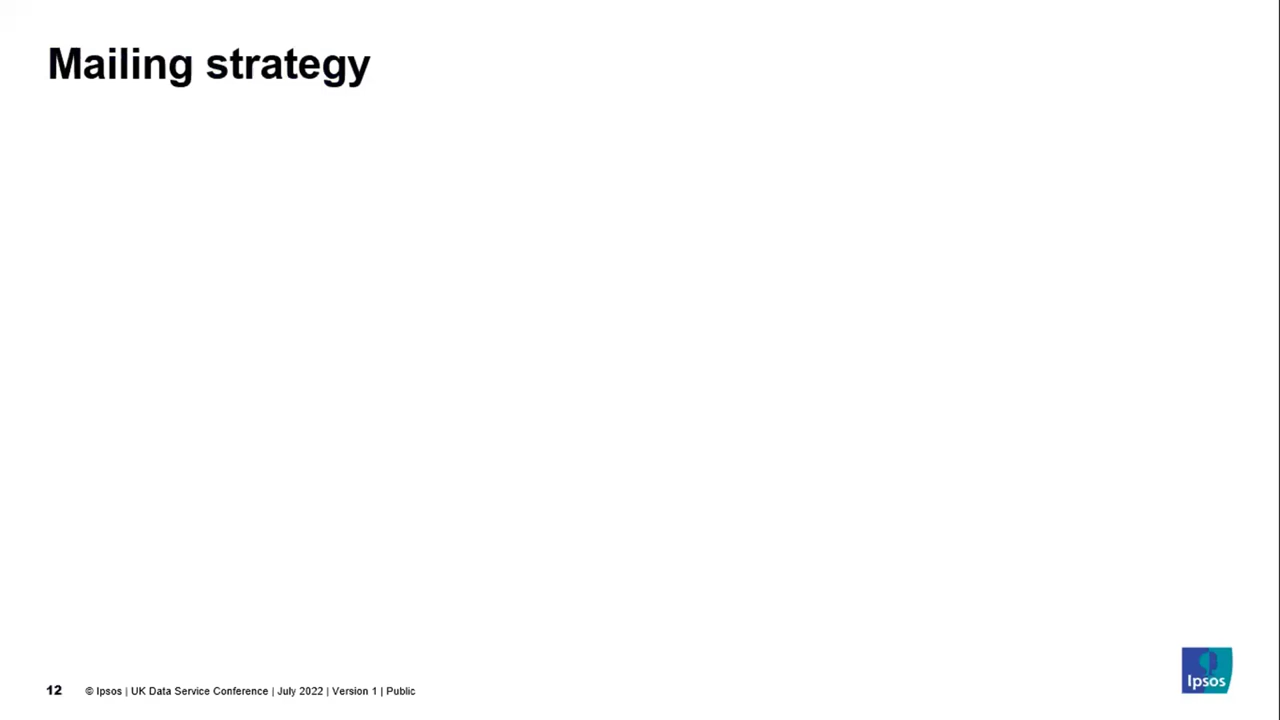 Mailing strategy
12 © Ipsos | UK Data Service Conference | July 2022 | Version 1 | Public
Ipsos